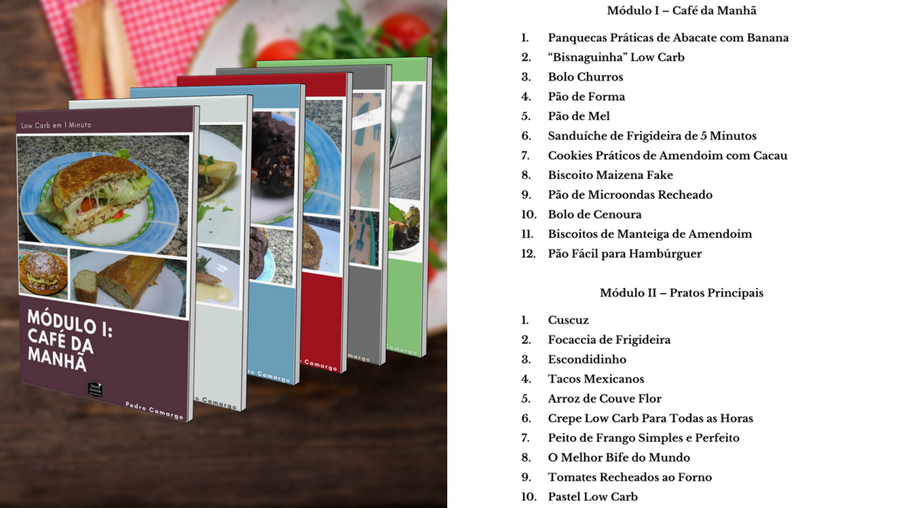 Low Carb em 1 Minuto
MÓDULO I:
CAFÉ DA
MANHÃ
Pedro Camargo
Camargo
Camargo
Camargo
Camargo
Camargo
Módulo I – Café da Manhã
1. Panquecas Práticas de Abacate com Banana
2. “Bisnaguinha” Low Carb
3. Bolo Churros
4. Pão de Forma
5. Pão de Mel
6. Sanduíche de Frigideira de 5 Minutos
7. Cookies Práticos de Amendoim com Cacau
8. Biscoito Maizena Fake
9. Pão de Microondas Recheado
10. Bolo de Cenoura
11. Biscoitos de Manteiga de Amendoim
12. Pão Fácil para Hambúrguer
Módulo II – Pratos Principais
1. Cuscuz
2. Focaccia de Frigideira
3. Escondidinho
4. Tacos Mexicanos
5. Arroz de Couve Flor
6. Crepe Low Carb Para Todas as Horas
7. Peito de Frango Simples e Perfeito
8. O Melhor Bife do Mundo
9. Tomates Recheados ao Forno
10. Pastel Low Carb